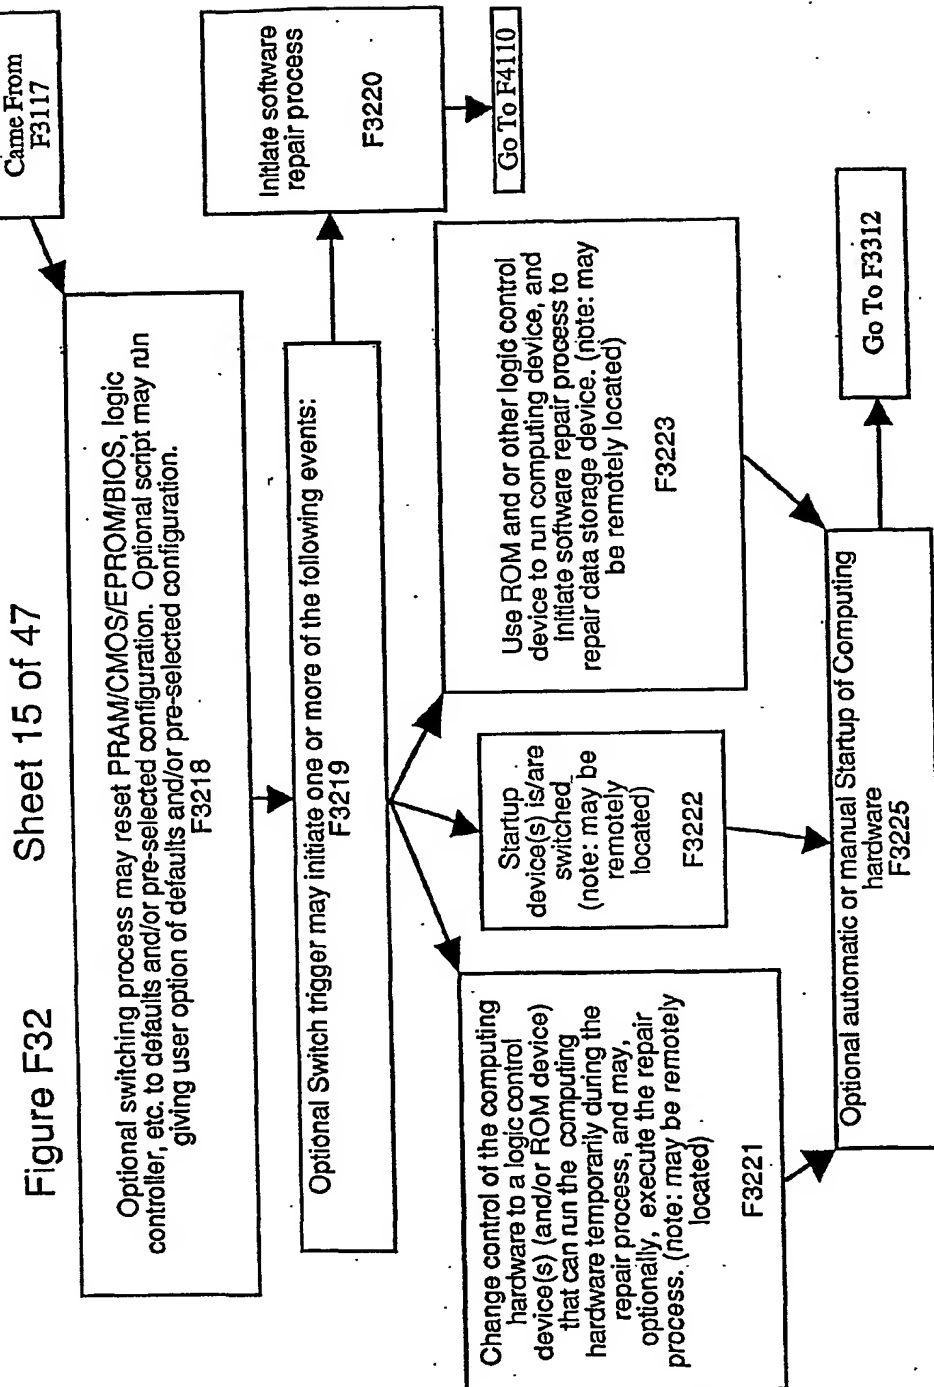 Figure F32
Sheet 15 of 47
Came From
F3117
Optional switching process may reset PRAM/CMOS/EPROM/BIOS, logic
controller, etc. to defaults and/or pre-selected configuration. Optional script may run
giving user option of defaults and/or pre-selected configuration.
F3218
Optional Switch trigger may initiate one or more of the following events:
F3219
Initiate software
repair process
F3220
Go To F4110
Change control of the computing
hardware to a logic control
device(s) (and/or ROM device)
that can run the computing
hardware temporarily during the
repair process, and may,
optionally, execute the repair
process. (note: may be remotely
located)
F3221
Startup
device(s) is/are
switched
(note: may be
remotely
located)
F3222
Use ROM and or other logic control
device to run computing device, and
initiate software repair process to
repair data storage device. (note: may
be remotely located)
F3223
Optional automatic or manual Startup of Computing
hardware
F3225
Go To F3312